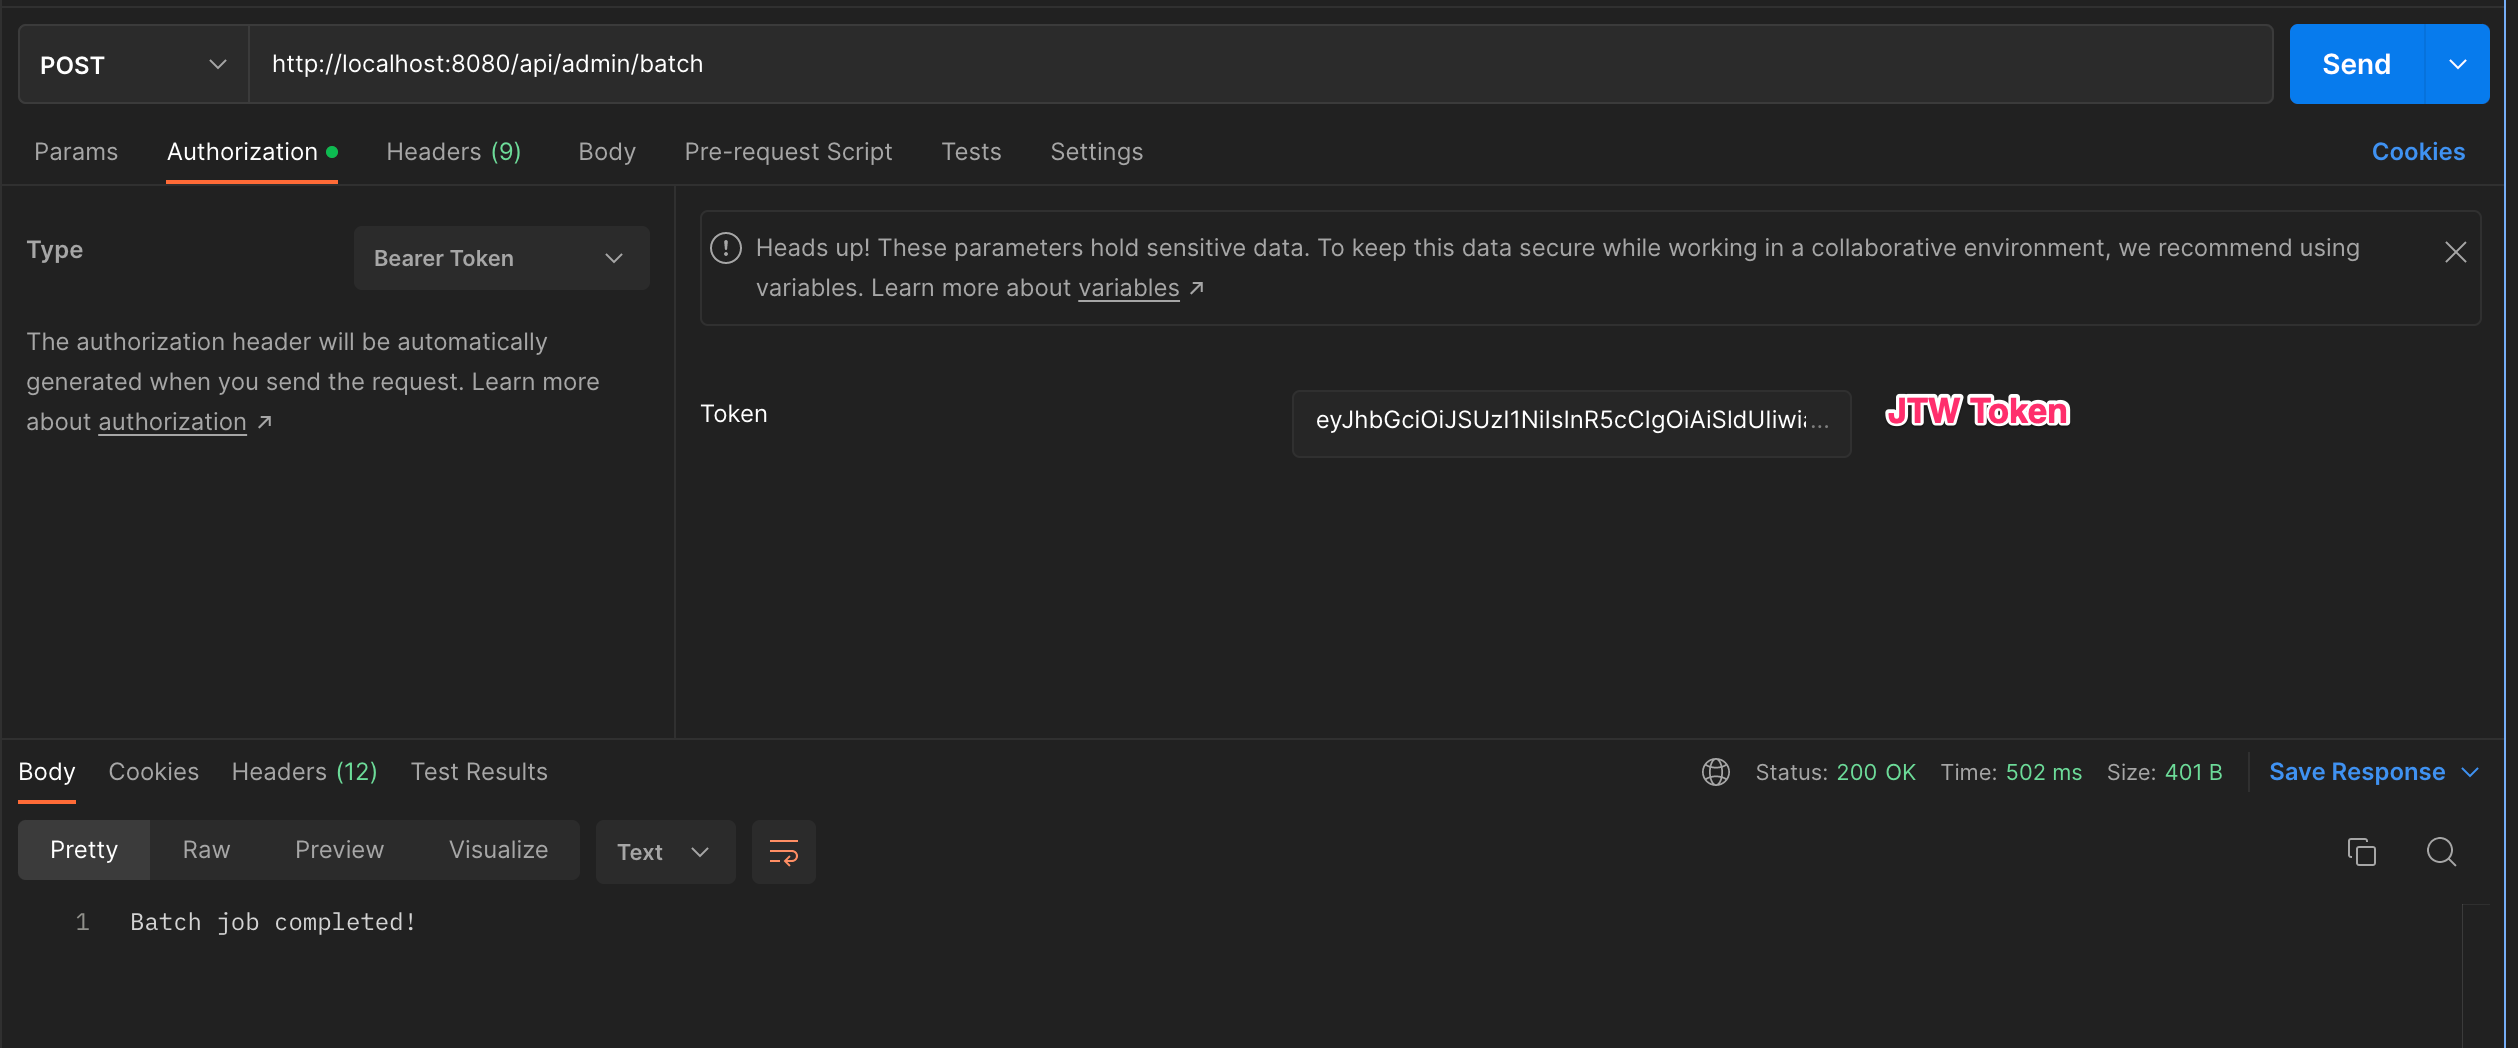 POST
http://localhost:8080/api/admin/batch
Send
Params
Authorization
Headers (9)
Body
Pre-request Script
Tests
Settings
Cookies
Type
Bearer Token
The authorization header will be automatically
generated when you send the request. Learn more
about authorization ↗
Heads up! These parameters hold sensitive data. To keep this data secure while working in a collaborative environment, we recommend using
variables. Learn more about variables ↗
Token
eyJhbGciOiJSUzI1NiIsInR5cCIgOiAiSldUIiwia...
JTW Token
Body
Cookies
Headers (12)
Test Results
Status: 200 OK
Time: 502 ms
Size: 401 B
Save Response
Pretty
Raw
Preview
Visualize
Text
1
Batch job completed!